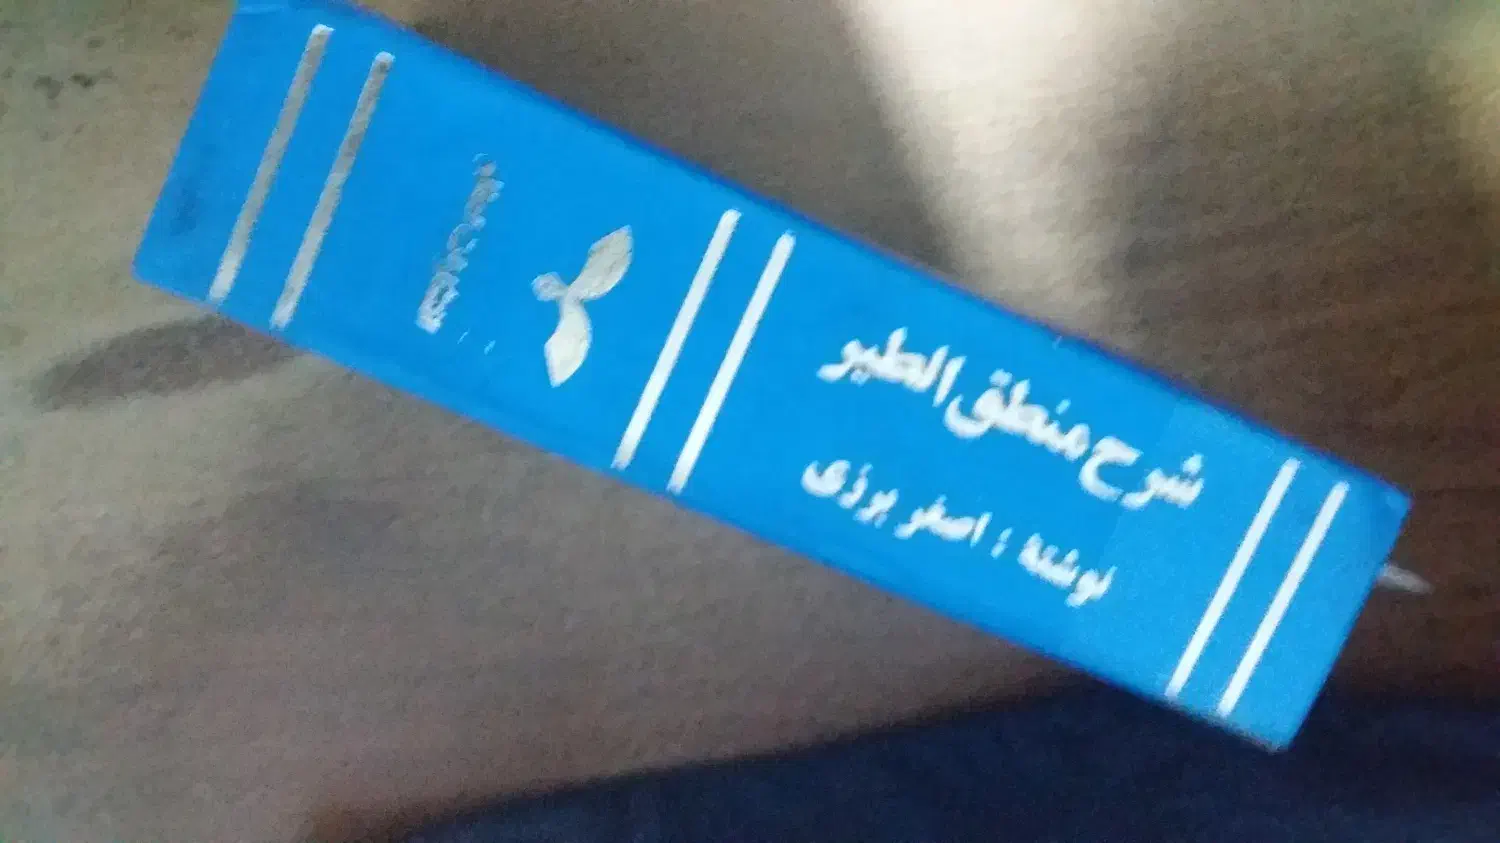 شرح منطق الطیر
نوشته : اصغر برزی